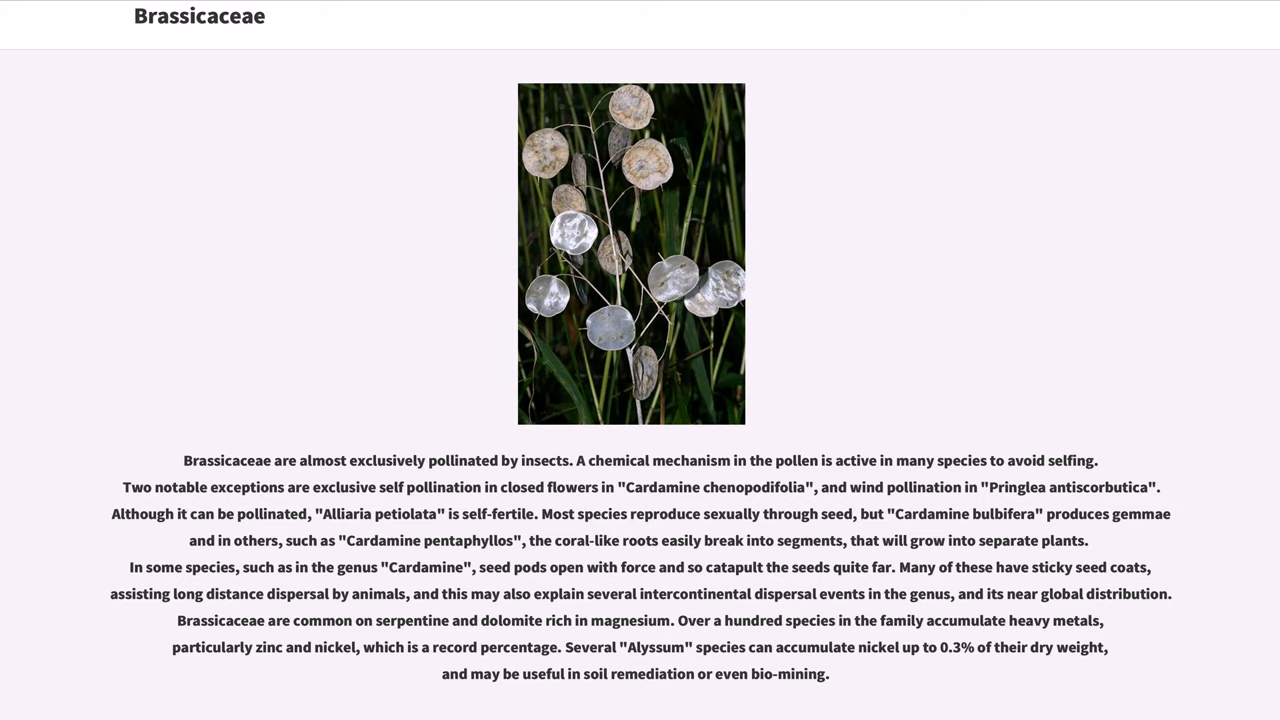 Brassicaceae
Brassicaceae are almost exclusively pollinated by insects. A chemical mechanism in the pollen is active in many species to avoid selfing.
Two notable exceptions are exclusive self pollination in closed flowers in "Cardamine chenopodifolia", and wind pollination in "Pringlea antiscorbutica".
Although it can be pollinated, "Alliaria petiolata" is self-fertile. Most species reproduce sexually through seed, but "Cardamine bulbifera" produces gemmae
and in others, such as "Cardamine pentaphyllos", the coral-like roots easily break into segments, that will grow into separate plants.
In some species, such as in the genus "Cardamine", seed pods open with force and so catapult the seeds quite far. Many of these have sticky seed coats,
assisting long distance dispersal by animals, and this may also explain several intercontinental dispersal events in the genus, and its near global distribution.
Brassicaceae are common on serpentine and dolomite rich in magnesium. Over a hundred species in the family accumulate heavy metals,
particularly zinc and nickel, which is a record percentage. Several "Alyssum" species can accumulate nickel up to 0.3% of their dry weight,
and may be useful in soil remediation or even bio-mining.